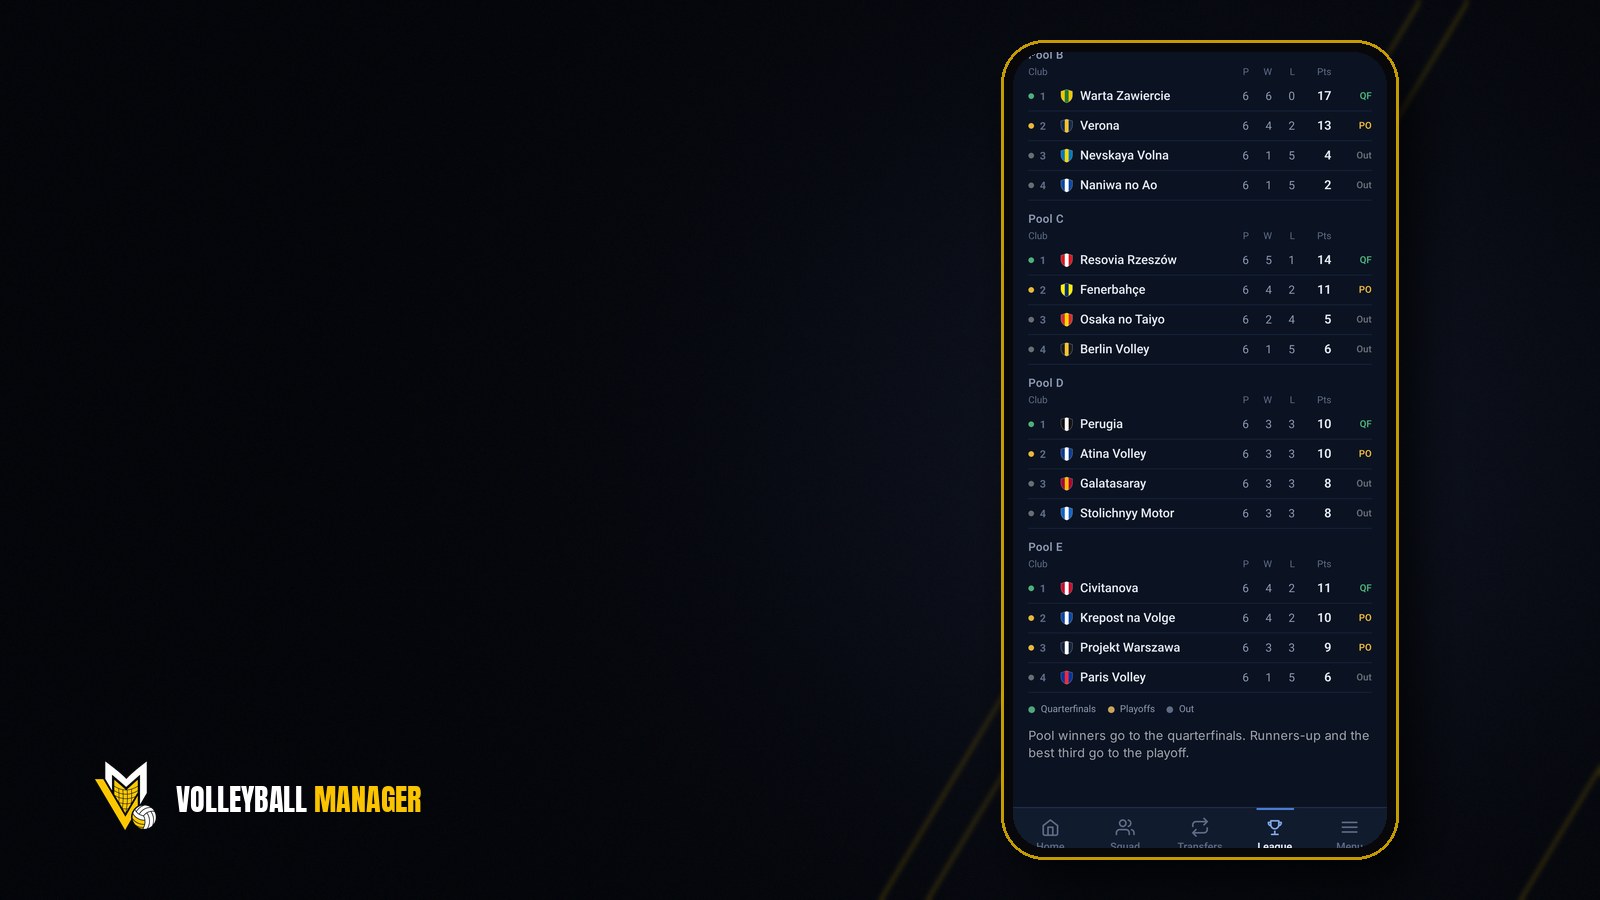 Pool B
Club P W L Pts
1 Warta Zawiercie 6 6 0 17 QF
2 Verona 6 4 2 13 PO
3 Nevskaya Volna 6 1 5 4 Out
4 Naniwa no Ao 6 1 5 2 Out
Pool C
Club P W L Pts
1 Resovia Rzeszów 6 5 1 14 QF
2 Fenerbahçe 6 4 2 11 PO
3 Osaka no Taiyo 6 2 4 5 Out
4 Berlin Volley 6 1 5 6 Out
Pool D
Club P W L Pts
1 Perugia 6 3 3 10 QF
2 Atina Volley 6 3 3 10 PO
3 Galatasaray 6 3 3 8 Out
4 Stolichnyy Motor 6 3 3 8 Out
Pool E
Club P W L Pts
1 Civitanova 6 4 2 11 QF
2 Krepost na Volge 6 4 2 10 PO
3 Projekt Warszawa 6 3 3 9 PO
4 Paris Volley 6 1 5 6 Out
Quarterfinals Playoffs Out
Pool winners go to the quarterfinals. Runners-up and the
best third go to the playoff.
Home Squad Transfers League Menu
VOLLEYBALL MANAGER